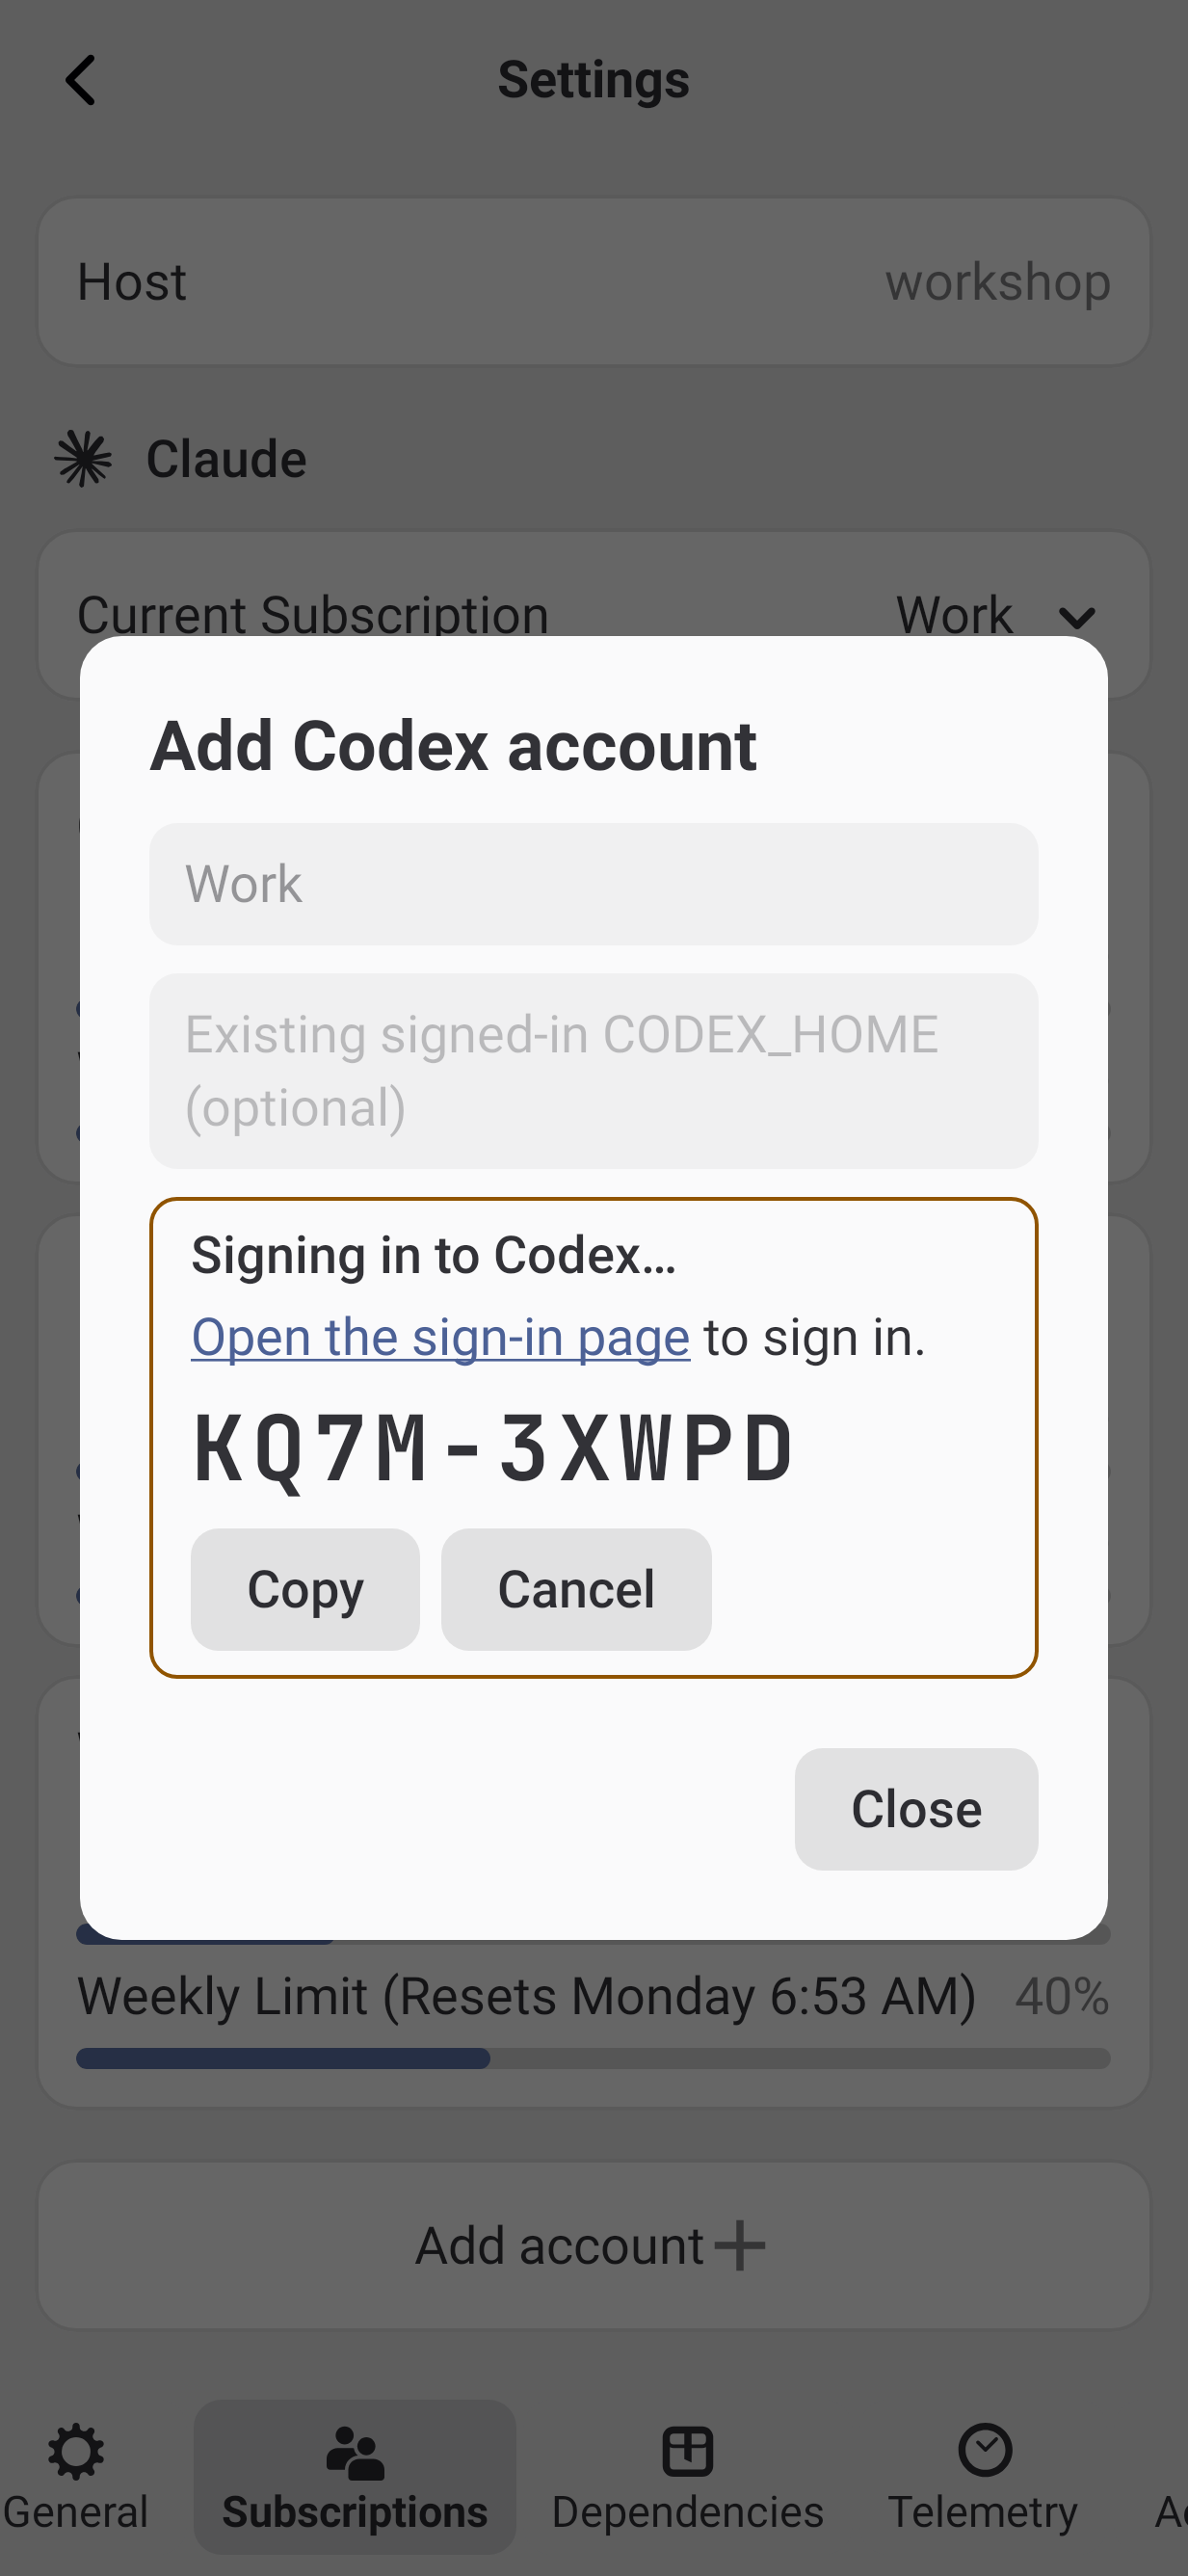 Settings
Host workshop
Claude
Current Subscription Work
Add Codex account
Work
Existing signed-in CODEX_HOME
(optional)
Signing in to Codex…
Open the sign-in page to sign in.
KQ7M-3XWPD
Copy Cancel
Close
Weekly Limit (Resets Monday 6:53 AM) 40%
Add account
General Subscriptions Dependencies Telemetry